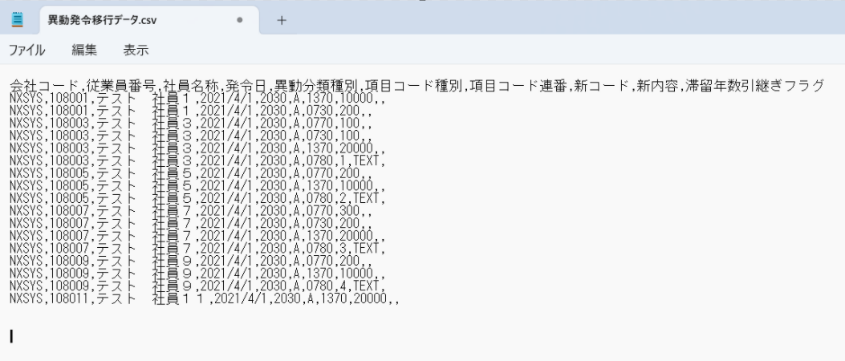 異動発令移行データ.csv
ファイル 編集 表示
会社コード,従業員番号,社員名称,発令日,異動分類種別,項目コード種別,項目コード連番,新コード,新内容,滞留年数引継ぎフラグ
NXSYS,108001,テスト　社員１,2021/4/1,2030,A,1370,10000,,
NXSYS,108001,テスト　社員１,2021/4/1,2030,A,0730,200,,
NXSYS,108003,テスト　社員３,2021/4/1,2030,A,0770,100,,
NXSYS,108003,テスト　社員３,2021/4/1,2030,A,0730,100,,
NXSYS,108003,テスト　社員３,2021/4/1,2030,A,1370,20000,,
NXSYS,108003,テスト　社員３,2021/4/1,2030,A,0780,1,TEXT,
NXSYS,108005,テスト　社員５,2021/4/1,2030,A,0770,200,,
NXSYS,108005,テスト　社員５,2021/4/1,2030,A,1370,10000,,
NXSYS,108005,テスト　社員５,2021/4/1,2030,A,0780,2,TEXT,
NXSYS,108007,テスト　社員７,2021/4/1,2030,A,0770,300,,
NXSYS,108007,テスト　社員７,2021/4/1,2030,A,0730,200,,
NXSYS,108007,テスト　社員７,2021/4/1,2030,A,1370,20000,,
NXSYS,108007,テスト　社員７,2021/4/1,2030,A,0780,3,TEXT,
NXSYS,108009,テスト　社員９,2021/4/1,2030,A,0770,200,,
NXSYS,108009,テスト　社員９,2021/4/1,2030,A,1370,10000,,
NXSYS,108009,テスト　社員９,2021/4/1,2030,A,0780,4,TEXT,
NXSYS,108011,テスト　社員１１,2021/4/1,2030,A,1370,20000,,